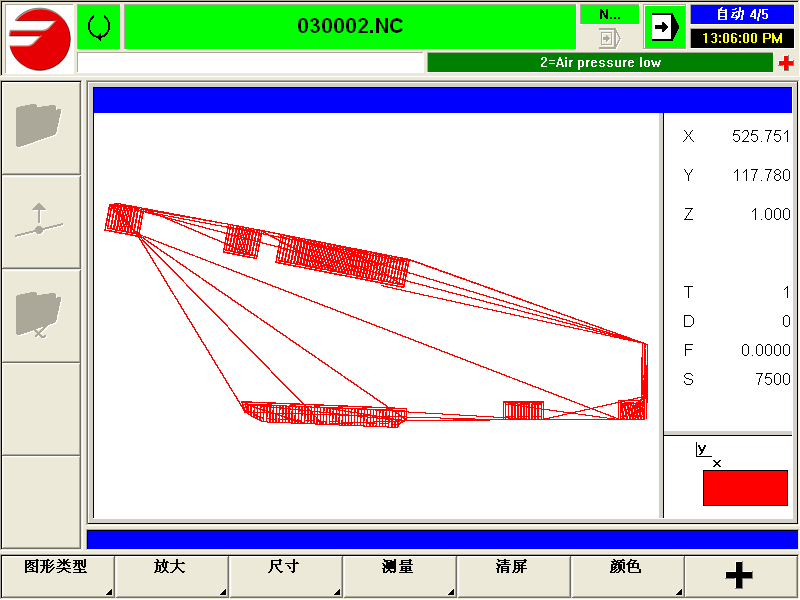 030002.NC
N...
自动 4/5
13:06:00 PM
2=Air pressure low
X 525.751
Y 117.780
Z 1.000
T 1
D 0
F 0.0000
S 7500
y
x
图形类型 放大 尺寸 测量 清屏 颜色